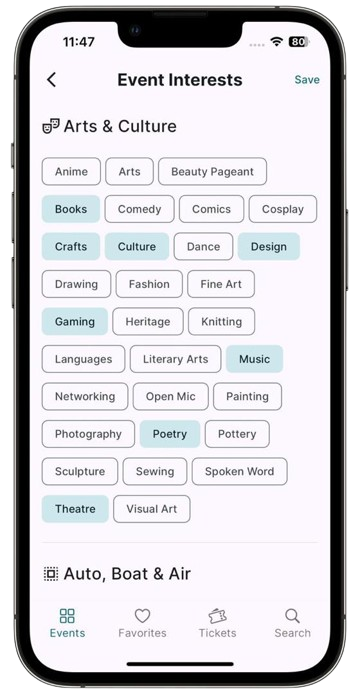 11:47 80
Event Interests Save
Arts & Culture
Anime Arts Beauty Pageant
Books Comedy Comics Cosplay
Crafts Culture Dance Design
Drawing Fashion Fine Art
Gaming Heritage Knitting
Languages Literary Arts Music
Networking Open Mic Painting
Photography Poetry Pottery
Sculpture Sewing Spoken Word
Theatre Visual Art
Auto, Boat & Air
Events Favorites Tickets Search